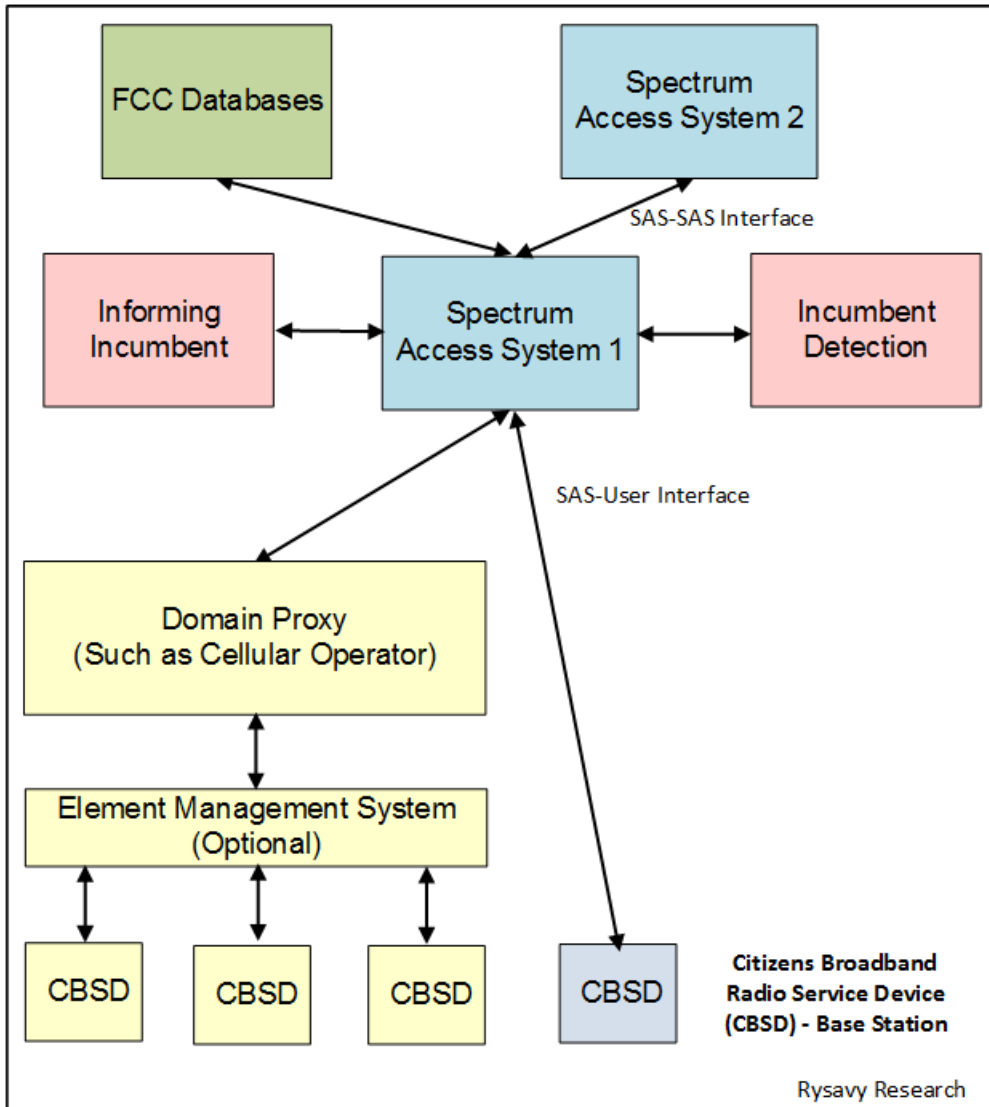 FCC Databases
Spectrum
Access System 2
SAS-SAS Interface
Informing
Incumbent
Spectrum
Access System 1
Incumbent
Detection
SAS-User Interface
Domain Proxy
(Such as Cellular Operator)
Element Management System
(Optional)
CBSD
CBSD
CBSD
CBSD
Citizens Broadband
Radio Service Device
(CBSD) - Base Station
Rysavy Research